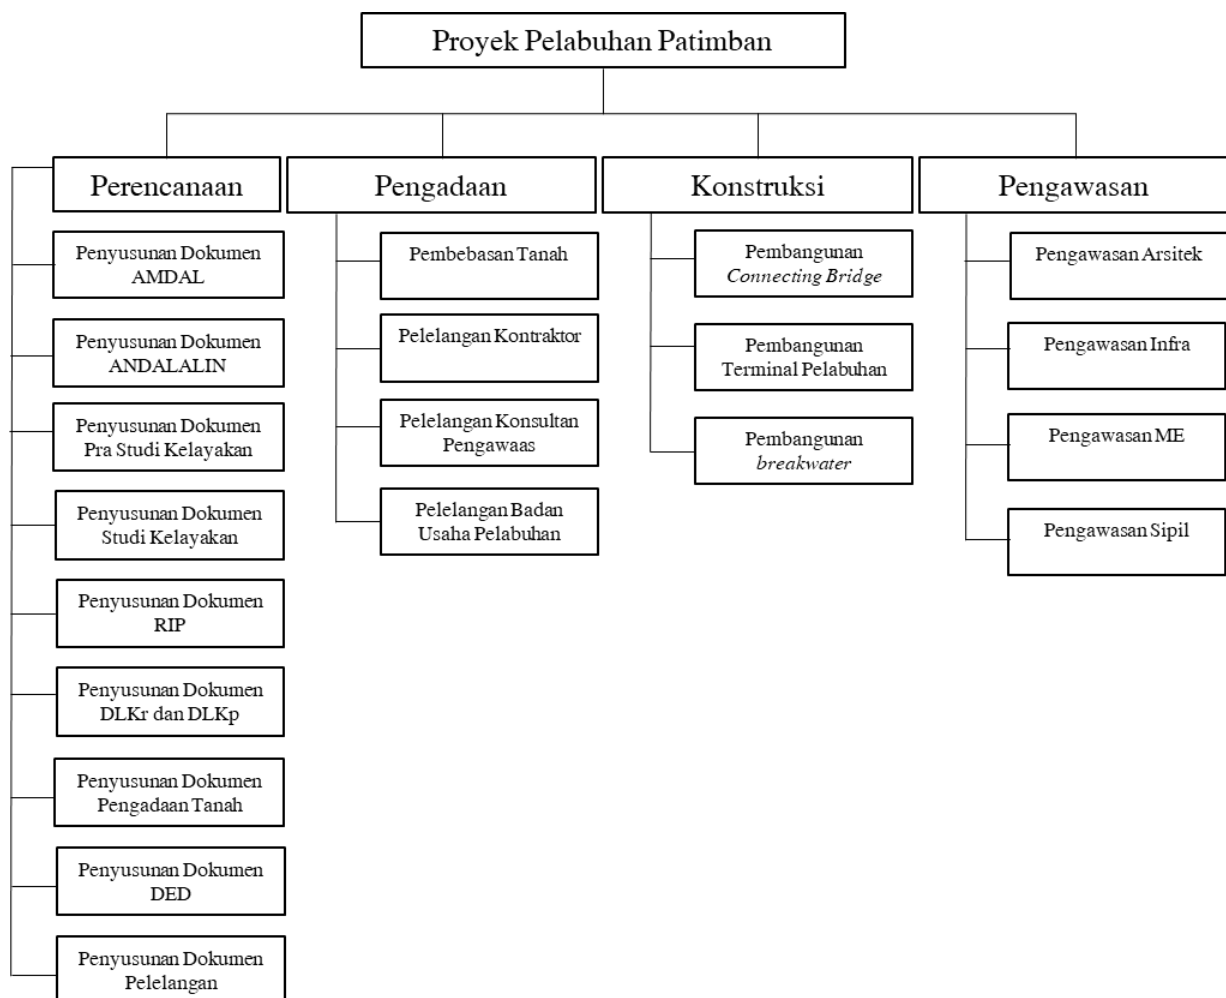 Proyek Pelabuhan Patimban
Perencanaan
Pengadaan
Konstruksi
Pengawasan
Penyusunan Dokumen
AMDAL
Penyusunan Dokumen
ANDALALIN
Penyusunan Dokumen
Pra Studi Kelayakan
Penyusunan Dokumen
Studi Kelayakan
Penyusunan Dokumen
RIP
Penyusunan Dokumen
DLKr dan DLKp
Penyusunan Dokumen
Pengadaan Tanah
Penyusunan Dokumen
DED
Penyusunan Dokumen
Pelelangan
Pembebasan Tanah
Pelelangan Kontraktor
Pelelangan Konsultan
Pengawaas
Pelelangan Badan
Usaha Pelabuhan
Pembangunan
Connecting Bridge
Pembangunan
Terminal Pelabuhan
Pembangunan
breakwater
Pengawasan Arsitek
Pengawasan Infra
Pengawasan ME
Pengawasan Sipil